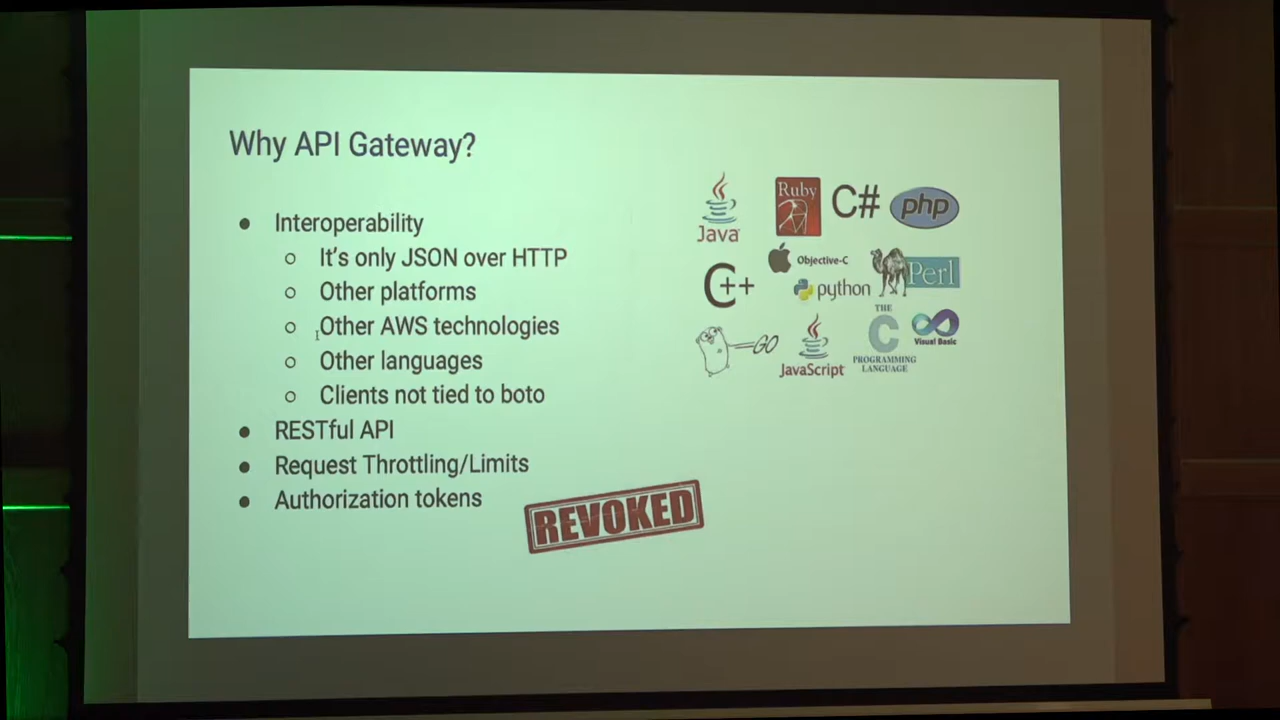 Why API Gateway?
● Interoperability
○ It's only JSON over HTTP
○ Other platforms
○ Other AWS technologies
○ Other languages
○ Clients not tied to boto
● RESTful API
● Request Throttling/Limits
● Authorization tokens
REVOKED
Java
Ruby
C#
php
C++
Objective-C
python
Perl
GO
JavaScript
THE
C
PROGRAMMING
LANGUAGE
Visual Basic